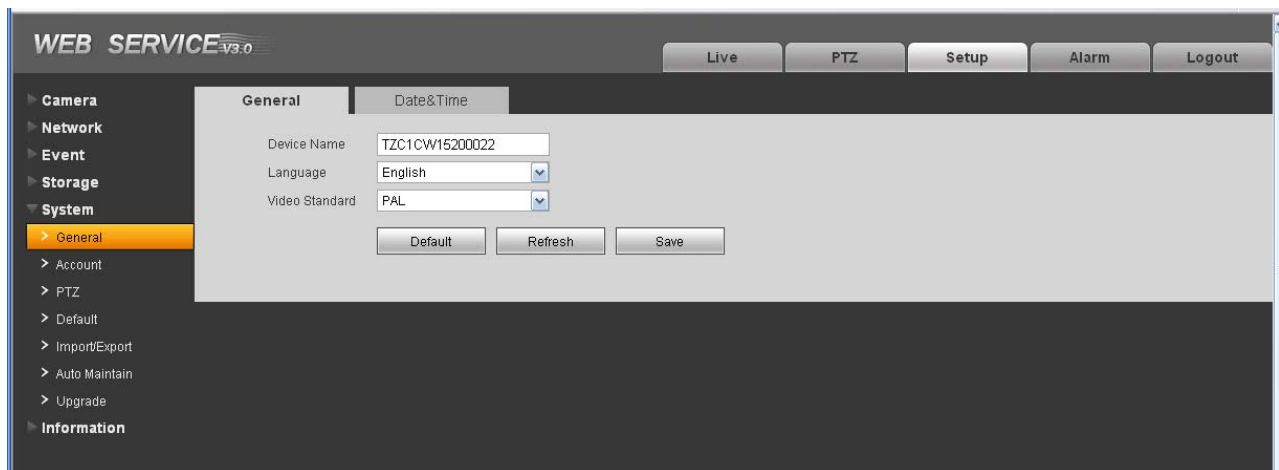 WEB SERVICE V3.0
Live PTZ Setup Alarm Logout
Camera
Network
Event
Storage
System
> General
> Account
> PTZ
> Default
> Import/Export
> Auto Maintain
> Upgrade
Information
General Date&Time
Device Name TZC1CW15200022
Language English
Video Standard PAL
Default Refresh Save